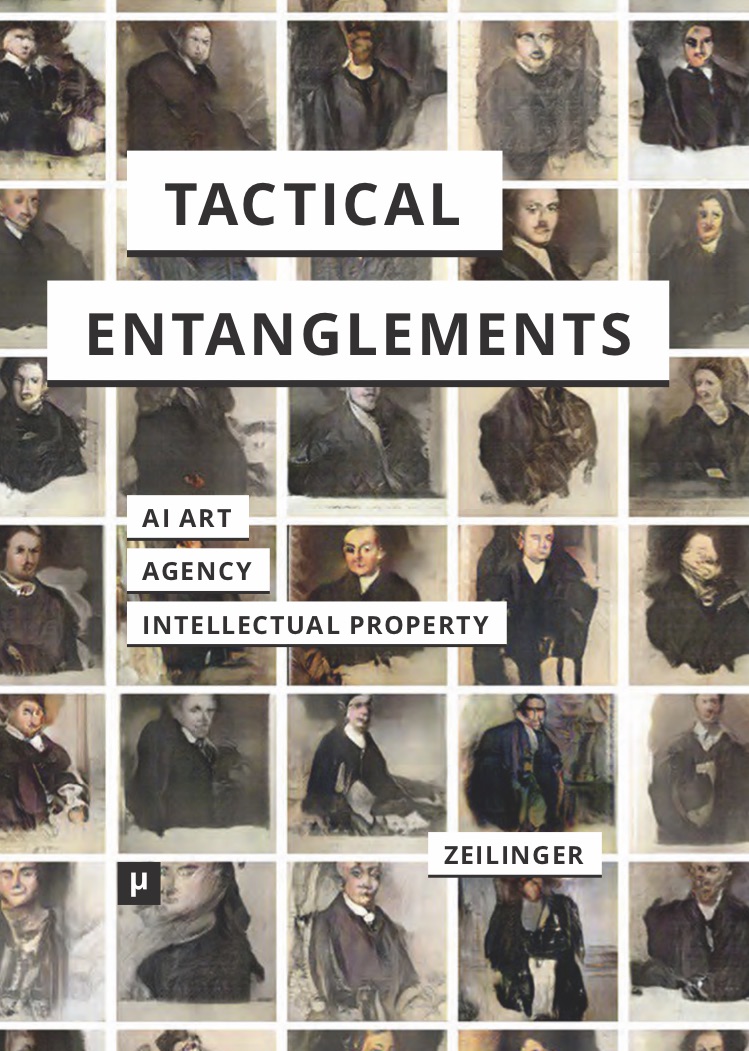 TACTICAL
ENTANGLEMENTS
AI ART
AGENCY
INTELLECTUAL PROPERTY
ZEILINGER
μ